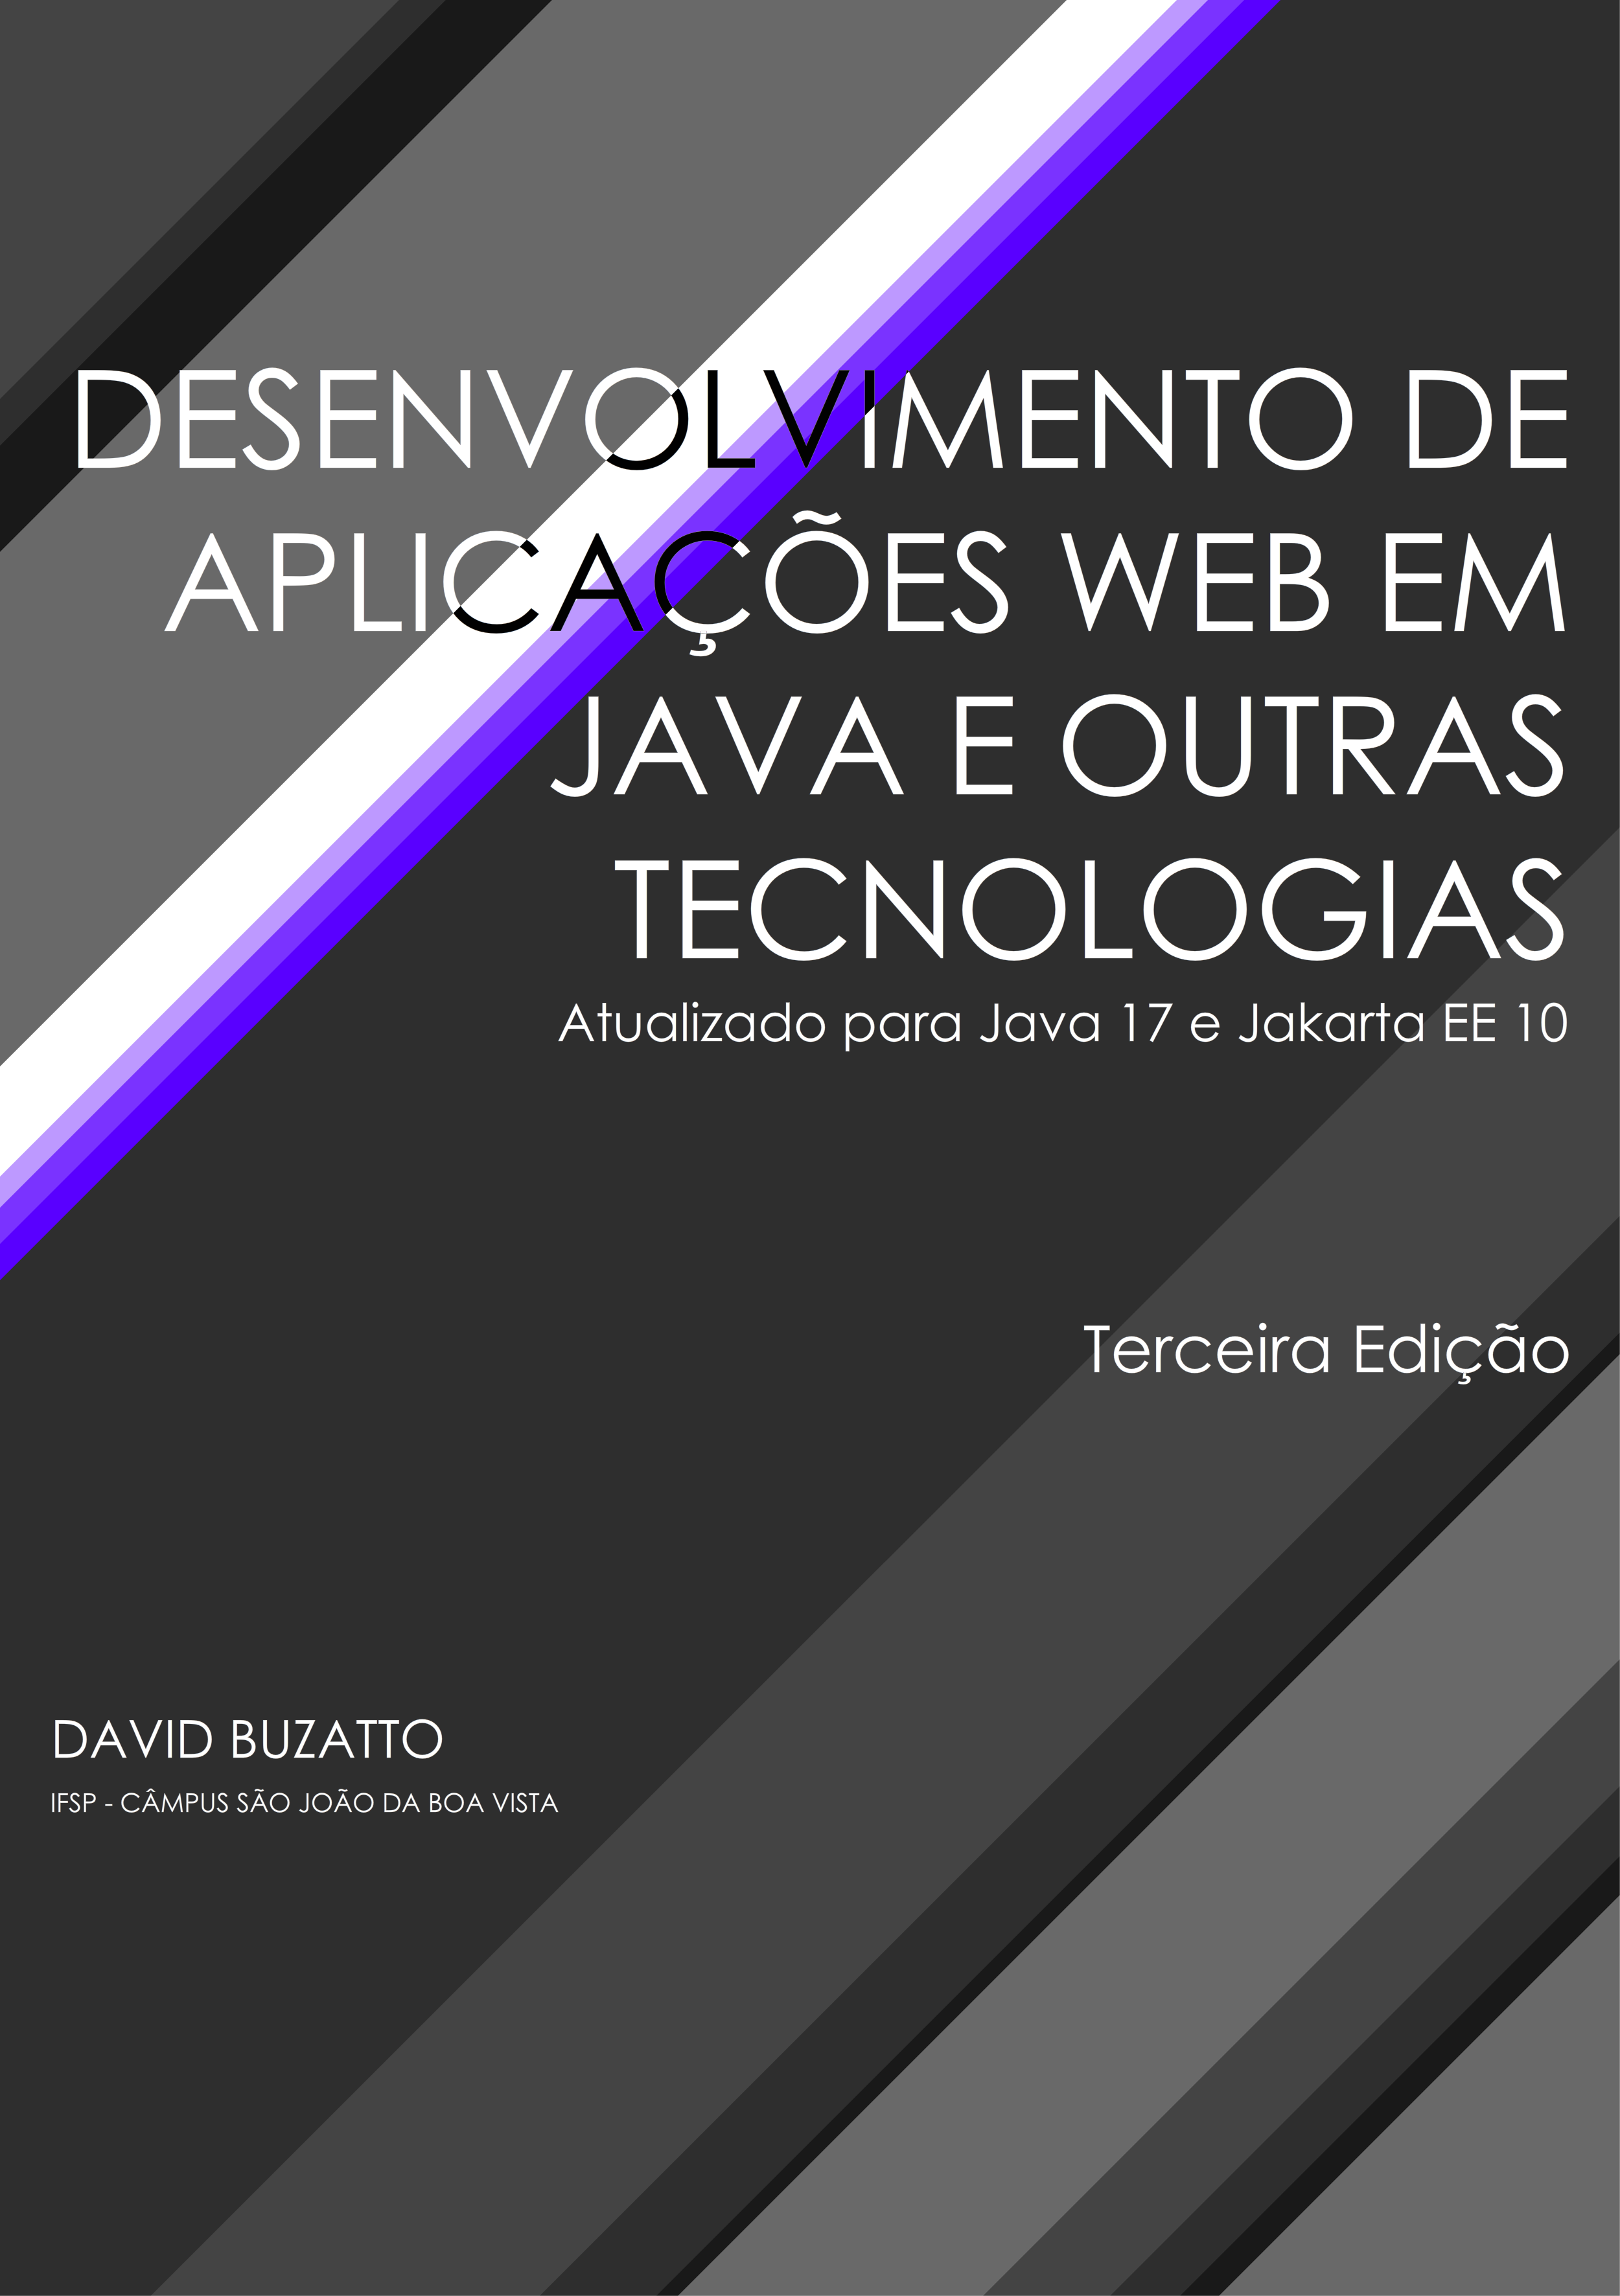 DESENVOLVIMENTO DE
APLICAÇÕES WEB EM
JAVA E OUTRAS
TECNOLOGIAS
Atualizado para Java 17 e Jakarta EE 10
Terceira Edição
DAVID BUZATTO
IFSP - CÂMPUS SÃO JOÃO DA BOA VISTA